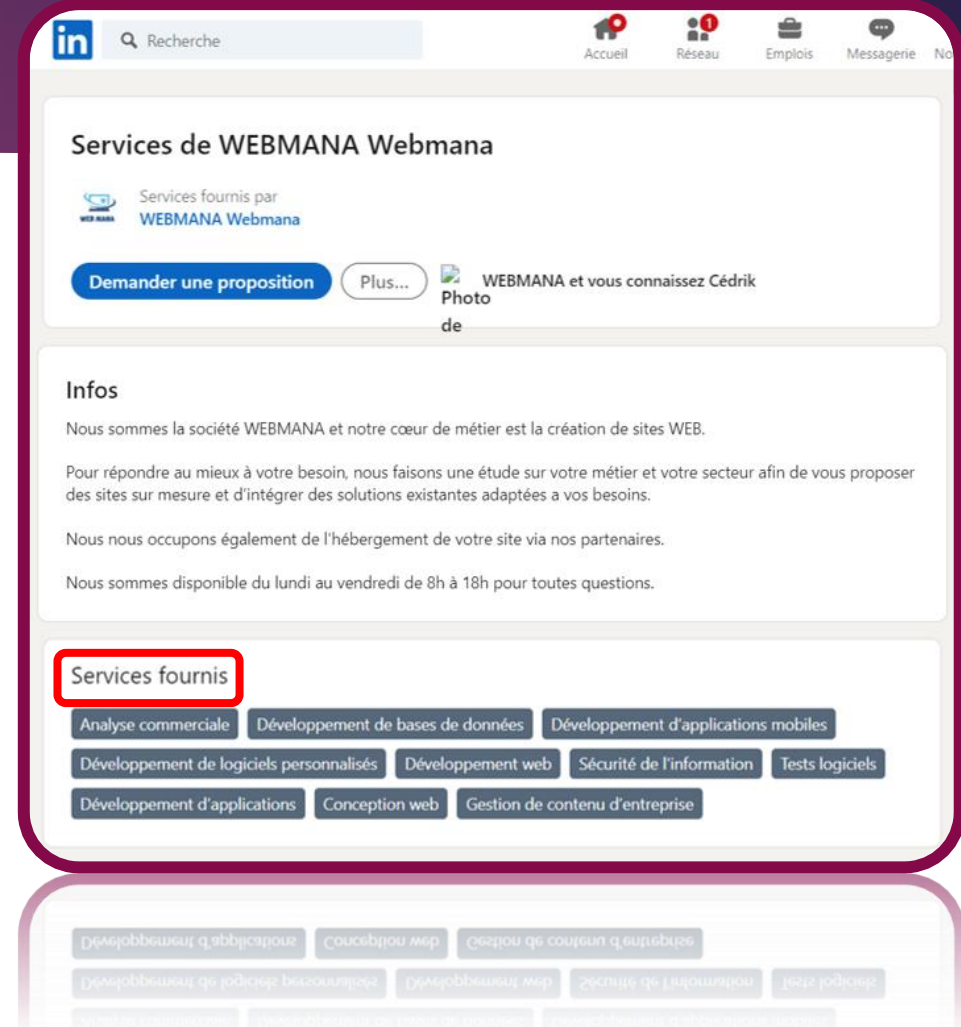 in
Recherche
1
Accueil
Réseau
Emplois
Messagerie
No
Services de WEBMANA Webmana
WEB MANA
Services fournis par
WEBMANA Webmana
Demander une proposition
Plus...
Photo de
WEBMANA et vous connaissez Cédrik
Infos
Nous sommes la société WEBMANA et notre cœur de métier est la création de sites WEB.
Pour répondre au mieux à votre besoin, nous faisons une étude sur votre métier et votre secteur afin de vous proposer
des sites sur mesure et d'intégrer des solutions existantes adaptées a vos besoins.
Nous nous occupons également de l'hébergement de votre site via nos partenaires.
Nous sommes disponible du lundi au vendredi de 8h à 18h pour toutes questions.
Services fournis
Analyse commerciale
Développement de bases de données
Développement d'applications mobiles
Développement de logiciels personnalisés
Développement web
Sécurité de l'information
Tests logiciels
Développement d'applications
Conception web
Gestion de contenu d'entreprise